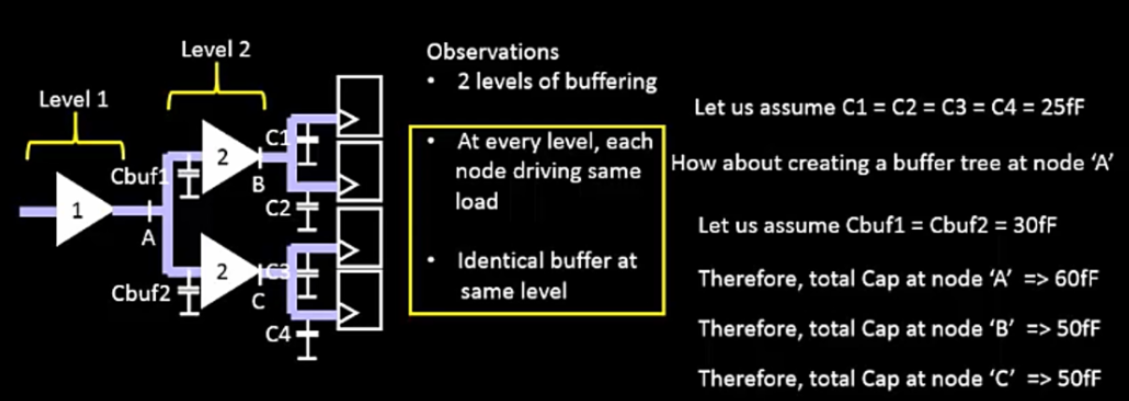 Level 2
Level 1
Cbuf1
1
A
Cbuf2
2
B
2
C
C1
C2
C3
C4
Observations
• 2 levels of buffering
• At every level, each
node driving same
load
• Identical buffer at
same level
Let us assume C1 = C2 = C3 = C4 = 25fF
How about creating a buffer tree at node ‘A’
Let us assume Cbuf1 = Cbuf2 = 30fF
Therefore, total Cap at node ‘A’ => 60fF
Therefore, total Cap at node ‘B’ => 50fF
Therefore, total Cap at node ‘C’ => 50fF